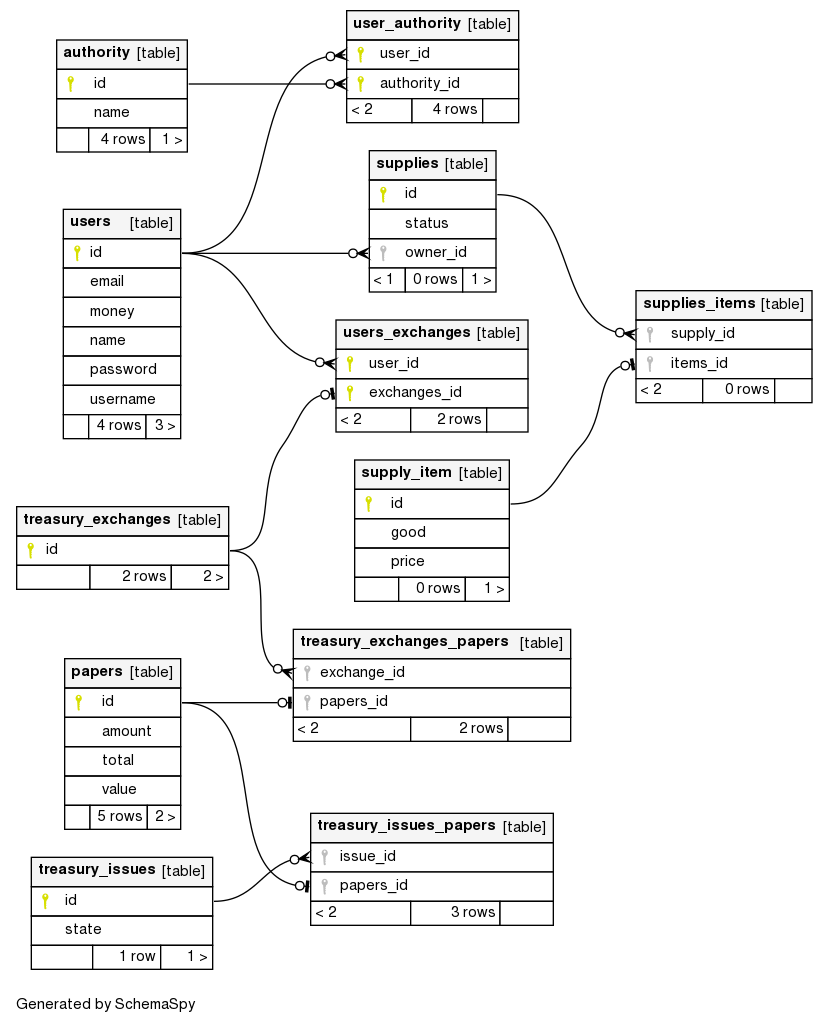 user_authority [table]
user_id
authority_id
< 2 4 rows
authority [table]
id
name
4 rows 1 >
supplies [table]
id
status
owner_id
< 1 0 rows 1 >
users [table]
id
email
money
name
password
username
4 rows 3 >
supplies_items [table]
supply_id
items_id
< 2 0 rows
users_exchanges [table]
user_id
exchanges_id
< 2 2 rows
supply_item [table]
id
good
price
0 rows 1 >
treasury_exchanges [table]
id
2 rows 2 >
treasury_exchanges_papers [table]
exchange_id
papers_id
< 2 2 rows
papers [table]
id
amount
total
value
5 rows 2 >
treasury_issues_papers [table]
issue_id
papers_id
< 2 3 rows
treasury_issues [table]
id
state
1 row 1 >
Generated by SchemaSpy